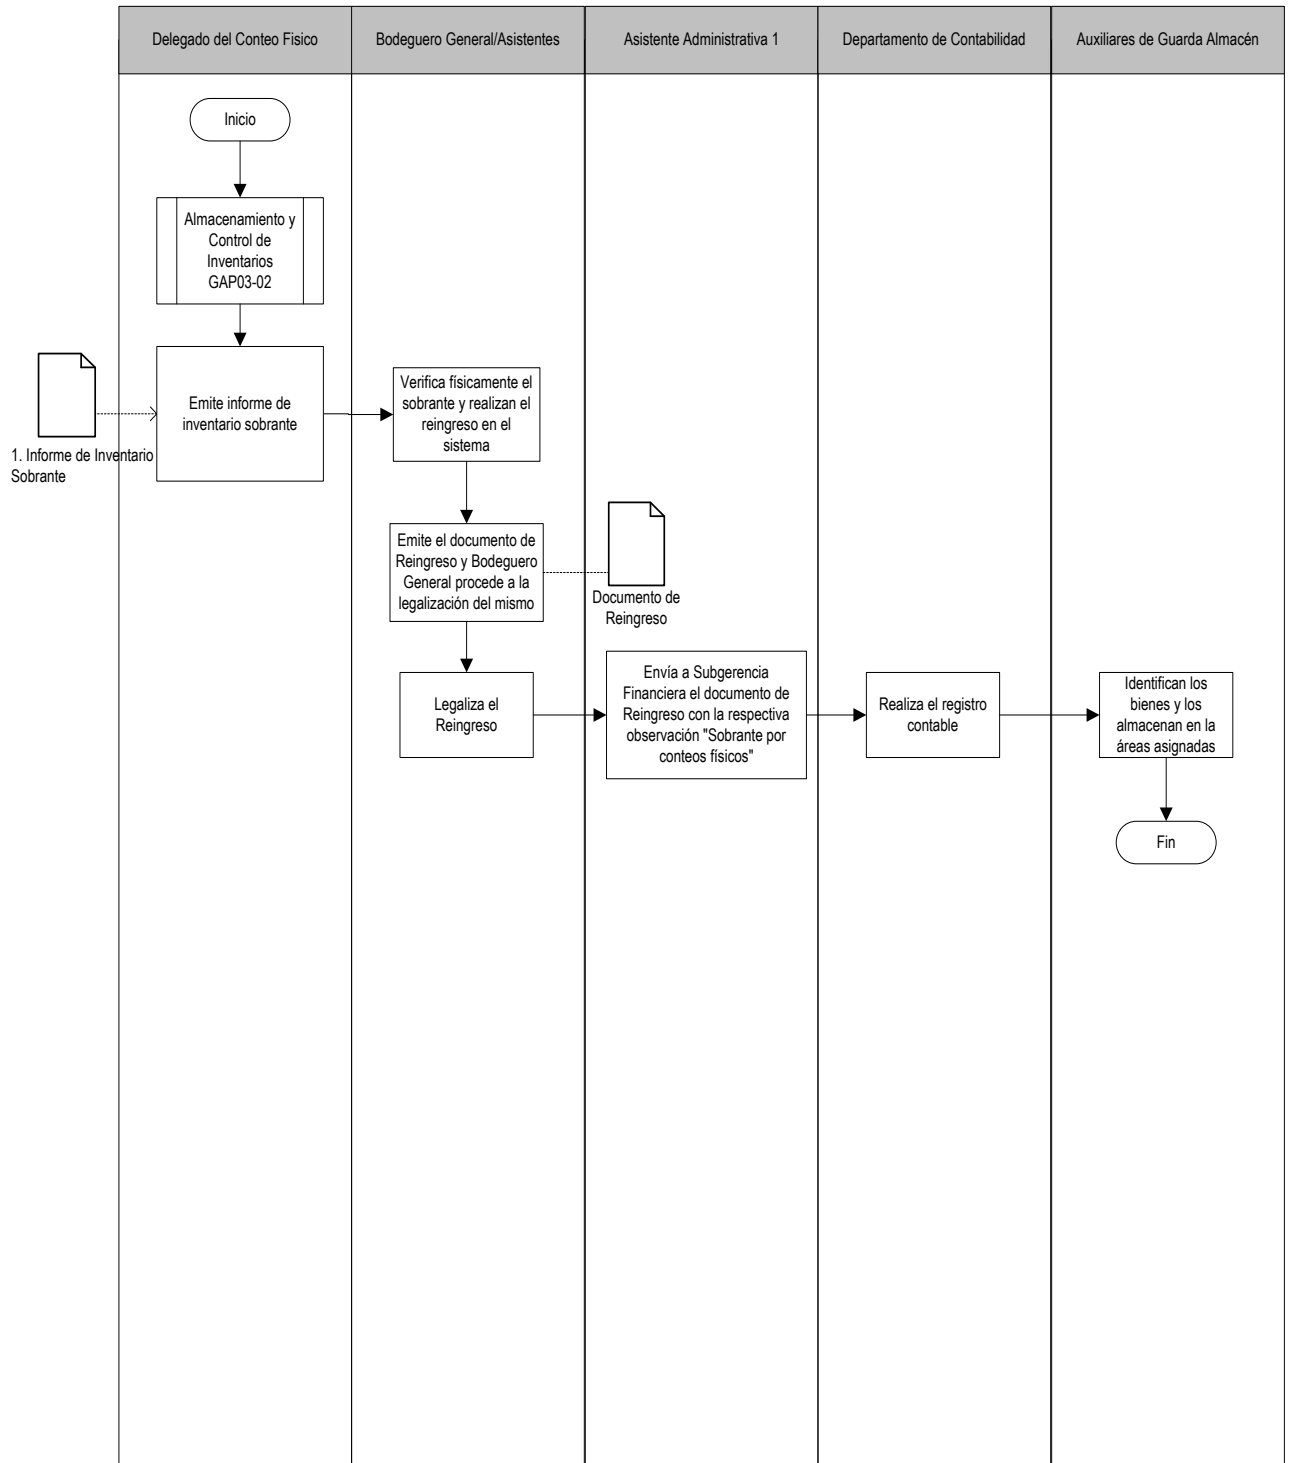 Delegado del Conteo Fisico
Bodeguero General/Asistentes
Asistente Administrativa 1
Departamento de Contabilidad
Auxiliares de Guarda Almacén
Inicio
Almacenamiento y
Control de
Inventarios
GAP03-02
1. Informe de Inventario
Sobrante
Emite informe de
inventario sobrante
Verifica físicamente el
sobrante y realizan el
reingreso en el
sistema
Emite el documento de
Reingreso y Bodeguero
General procede a la
legalización del mismo
Documento de
Reingreso
Legaliza el
Reingreso
Envía a Subgerencia
Financiera el documento de
Reingreso con la respectiva
observación "Sobrante por
conteos físicos"
Realiza el registro
contable
Identifican los
bienes y los
almacenan en la
áreas asignadas
Fin